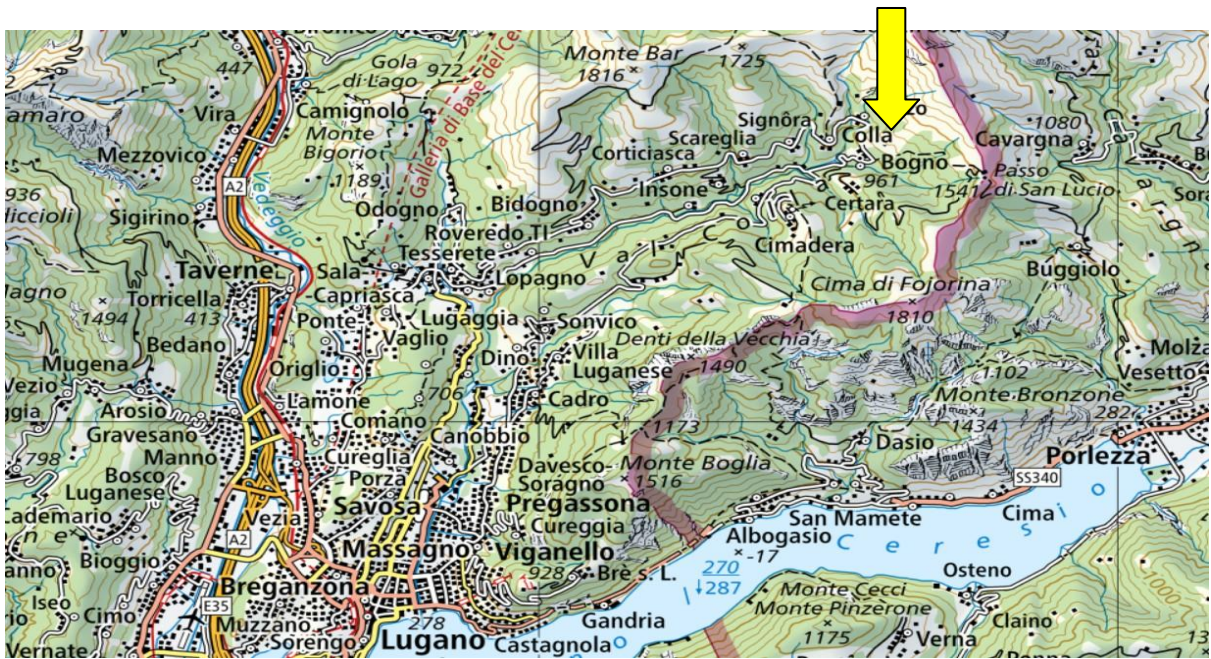 Camignolo
Gola
di Lago
972
447
Vira
Monte
Bigorio
1189
Galleria di Base del Ce
Monte Bar
1816
1725
Signôra
Scareglia
Corticiasca
Colla
Bogno
961
1541
Passo
di San Lucio
Cavargna
1080
Mezzovico
A2
Vedeggio
936
Sigirino
Odogno
Bidogno
Insone
Certara
Roveredo TI
Tesserete
Cimadera
Taverne
Sala
Lopagno
V a l C o
Buggiolo
Torricella
-Capriasca
Cima di Fojorina
1810
1494
413
Ponte
Lugaggia
Sonvico
Bedano
Vaglio
Denti della Vecchia
Mugena
Dino
Villa
Luganese
1490
Vezio
Origlio
1102
Vesetto
Arosio
Lamone
706
Cadro
Monte Bronzone
1434
282
Gravesano
Comano
1173
Manno
Canobbio
Dasio
798
Cureglia
Porlezza
Bosco
Luganese
Porza
Davesco-
Soragno
Monte Boglia
1516
SS340
Savosa
Pregassona
Vezia
Cureggia
San Mamete
Cima
A2
Albogasio
Massagno
Viganello
-17
C e r e s i o
Bioggio
928
Brè s. L.
270
287
Osteno
Breganzona
Monte Cecci
Iseo
E35
Monte Pinzerone
Cimo
Muzzano
278
Gandria
Claino
Sorengo
Lugano
Castagnola
1175
Verna
Vernate
1000